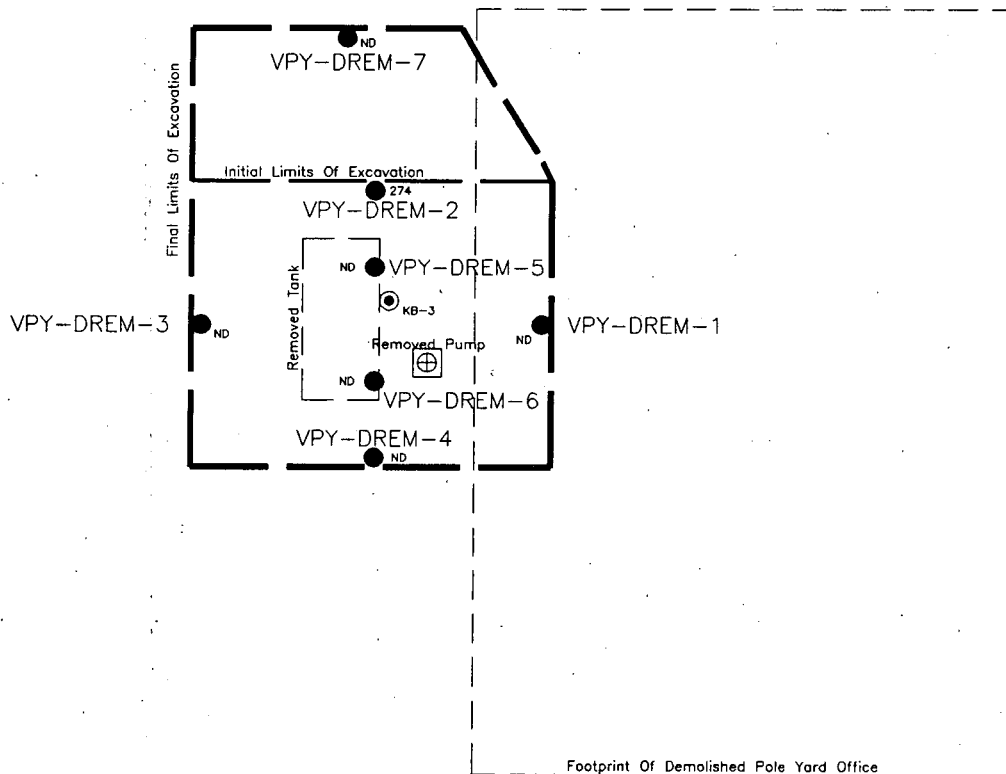 ND
VPY-DREM-7
Final Limits Of Excavation
Initial Limits Of Excavation
274
VPY-DREM-2
ND
VPY-DREM-5
Removed Tank
KB-3
VPY-DREM-3
ND
Removed Pump
ND
VPY-DREM-1
ND
VPY-DREM-6
VPY-DREM-4
ND
Footprint Of Demolished Pole Yard Office